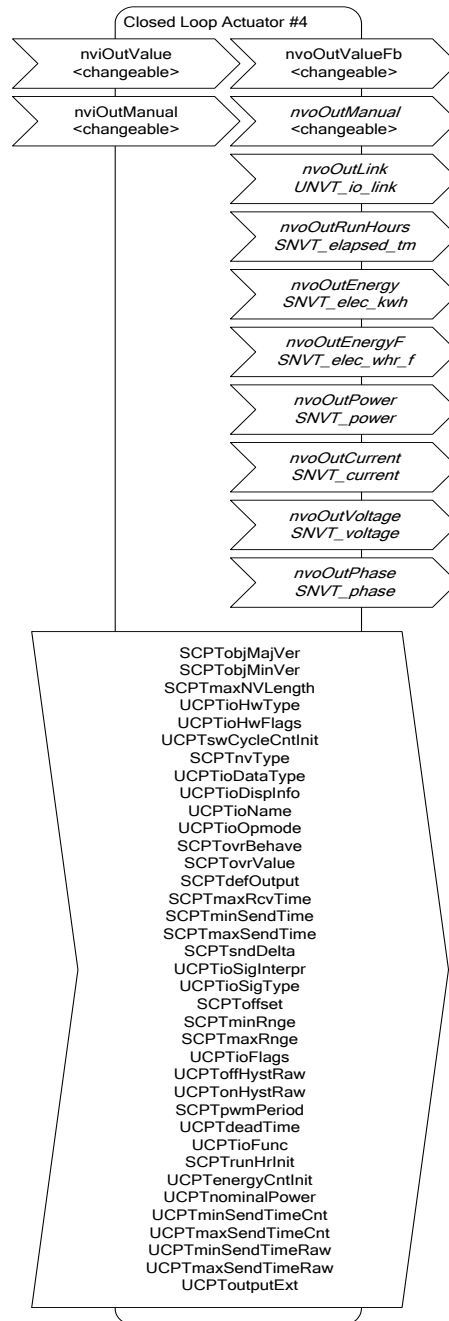 Closed Loop Actuator #4
nviOutValue
<changeable>
nvoOutValueFb
<changeable>
nviOutManual
<changeable>
nvoOutManual
<changeable>
nvoOutLink
UNVT_io_link
nvoOutRunHours
SNVT_elapsed_tm
nvoOutEnergy
SNVT_elec_kwh
nvoOutEnergyF
SNVT_elec_whr_f
nvoOutPower
SNVT_power
nvoOutCurrent
SNVT_current
nvoOutVoltage
SNVT_voltage
nvoOutPhase
SNVT_phase
SCPTobjMajVer
SCPTobjMinVer
SCPTmaxNVLength
UCPTioHwType
UCPTioHwFlags
UCPTswCycleCntInit
SCPTnvType
UCPTioDataType
UCPTioDispInfo
UCPTioName
UCPTioOpmode
SCPTovrBehave
SCPTovrValue
SCPTdefOutput
SCPTmaxRcvTime
SCPTminSendTime
SCPTmaxSendTime
SCPTsndDelta
UCPTioSigInterpr
UCPTioSigType
SCPToffset
SCPTminRnge
SCPTmaxRnge
UCPTioFlags
UCPToffHystRaw
UCPTonHystRaw
SCPTpwmPeriod
UCPTdeadTime
UCPTioFunc
SCPTrunHrInit
UCPTenergyCntInit
UCPTnominalPower
UCPTminSendTimeCnt
UCPTmaxSendTimeCnt
UCPTminSendTimeRaw
UCPTmaxSendTimeRaw
UCPToutputExt